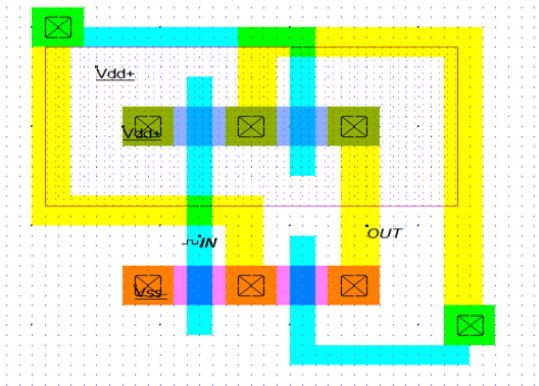 Vdd+
Vdd+
IN
OUT
Vss-